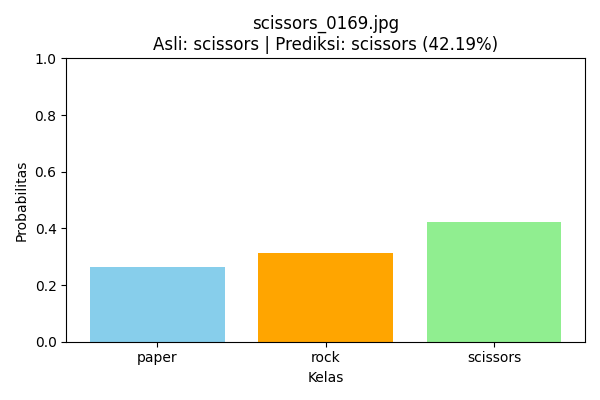 scissors_0169.jpg
Asli: scissors | Prediksi: scissors (42.19%)
1.0
0.8
0.6
0.4
0.2
0.0
Probabilitas
paper
rock
scissors
Kelas